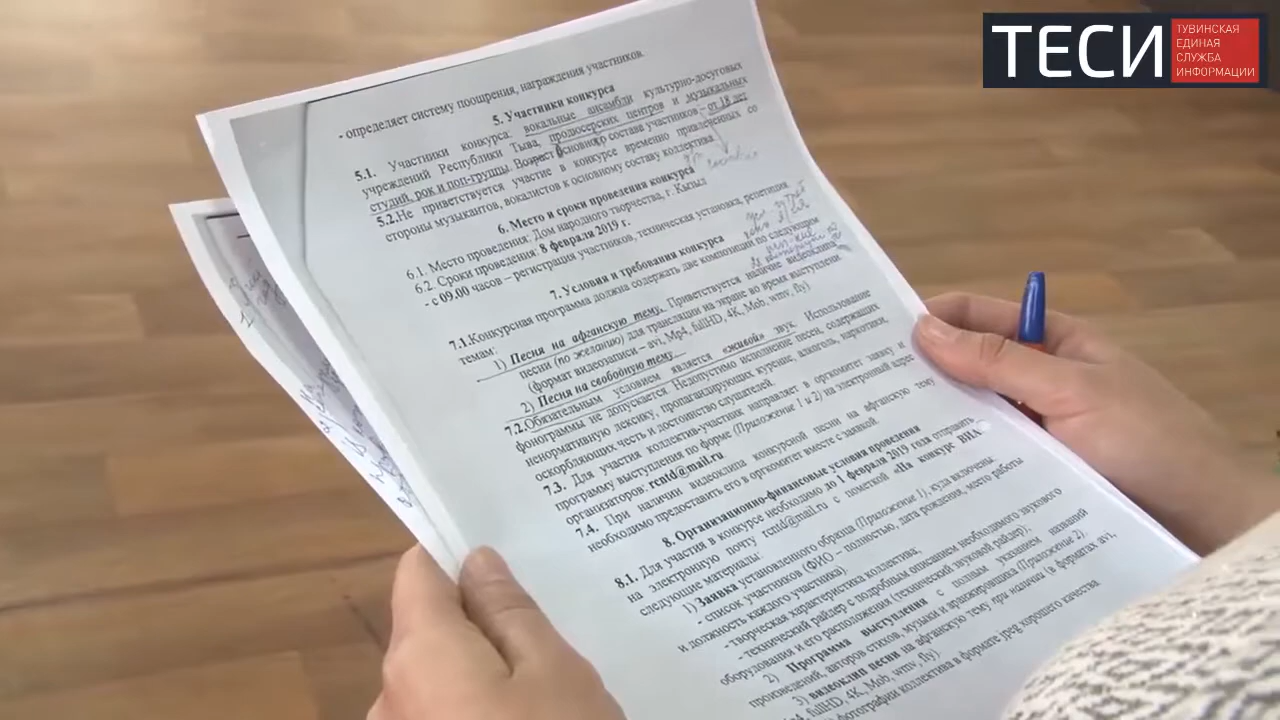 ТЕСИ
ТУВИНСКАЯ
ЕДИНАЯ
СЛУЖБА
ИНФОРМАЦИИ
- определяет систему поощрения, награждения участников.
5. Участники конкурса
5.1. Участники конкурса: вокальные ансамбли культурно-досуговых
учреждений Республики Тыва, продюсерских центров и музыкальных
студий, рок и поп-группы. Возраст основного состава участников – от 18 лет
5.2.Не приветствуется участие в конкурсе временно привлеченных со
стороны музыкантов, вокалистов к основному составу коллектива.
6. Место и сроки проведения конкурса
6.1. Место проведения: Дом народного творчества, г. Кызыл
6.2. Сроки проведения: 8 февраля 2019 г.
- с 09.00 часов – регистрация участников, техническая установка, репетиция.
7. Условия и требования конкурса
7.1.Конкурсная программа должна содержать две композиции по следующим
темам:
1) Песня на афганскую тему. Приветствуется наличие видеоклипа
песни (по желанию) для трансляции на экране во время выступлени
(формат видеозаписи – avi, Mp4, fullHD, 4K, Mob, wmv, fly)
2) Песня на свободную тему.
7.2.Обязательным условием является «живой» звук. Использование
фонограммы не допускается Недопустимо исполнение песен, содержащих
ненормативную лексику, пропагандирующих курение, алкоголь, наркотики,
оскорбляющих честь и достоинство слушателей.
7.3. Для участия коллектив-участник направляет в оргкомитет заявку и
программу выступления по форме (Приложение 1 и 2) на электронный адрес
организаторов: rcntd@mail.ru
7.4. При наличии видеоклипа конкурсной песни на афганскую тему
необходимо предоставить его в оргкомитет вместе с заявкой.
8. Организационно-финансовые условия проведения
8.1. Для участия в конкурсе необходимо до 1 февраля 2019 года отправить
на электронную почту rcntd@mail.ru с пометкой «На конкурс ВИА»
следующие материалы:
1) Заявка установленного образца (Приложение 1), куда включены:
- список участников (ФИО – полностью, дата рождения, место работы
и должность каждого участника).
- творческая характеристика коллектива;
- технический райдер с подробным описанием необходимого звукового
оборудования и его расположения (технический звуковой райдер);
2) Программа выступления с полным указанием названий
произведений, авторов стихов, музыки и аранжировщика (Приложение 2).
3) видеоклип песни на афганскую тему при наличии (в форматах avi,
fullHD, 4K, Mob, wmv, fly).
фотографии коллектива в формате jpeg хорошего качества